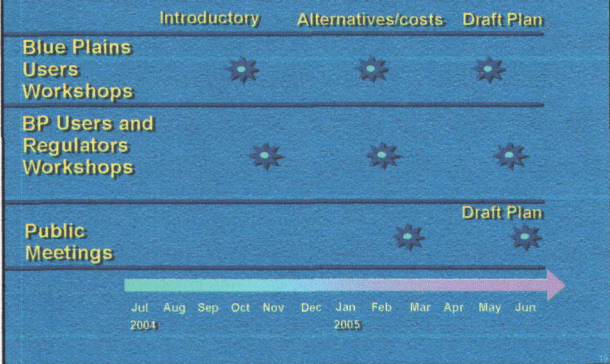 Introductory Alternatives/costs Draft Plan
Blue Plains
Users
Workshops
BP Users and
Regulators
Workshops
Draft Plan
Public
Meetings
Jul Aug Sep Oct Nov Dec Jan Feb Mar Apr May Jun
2004 2005